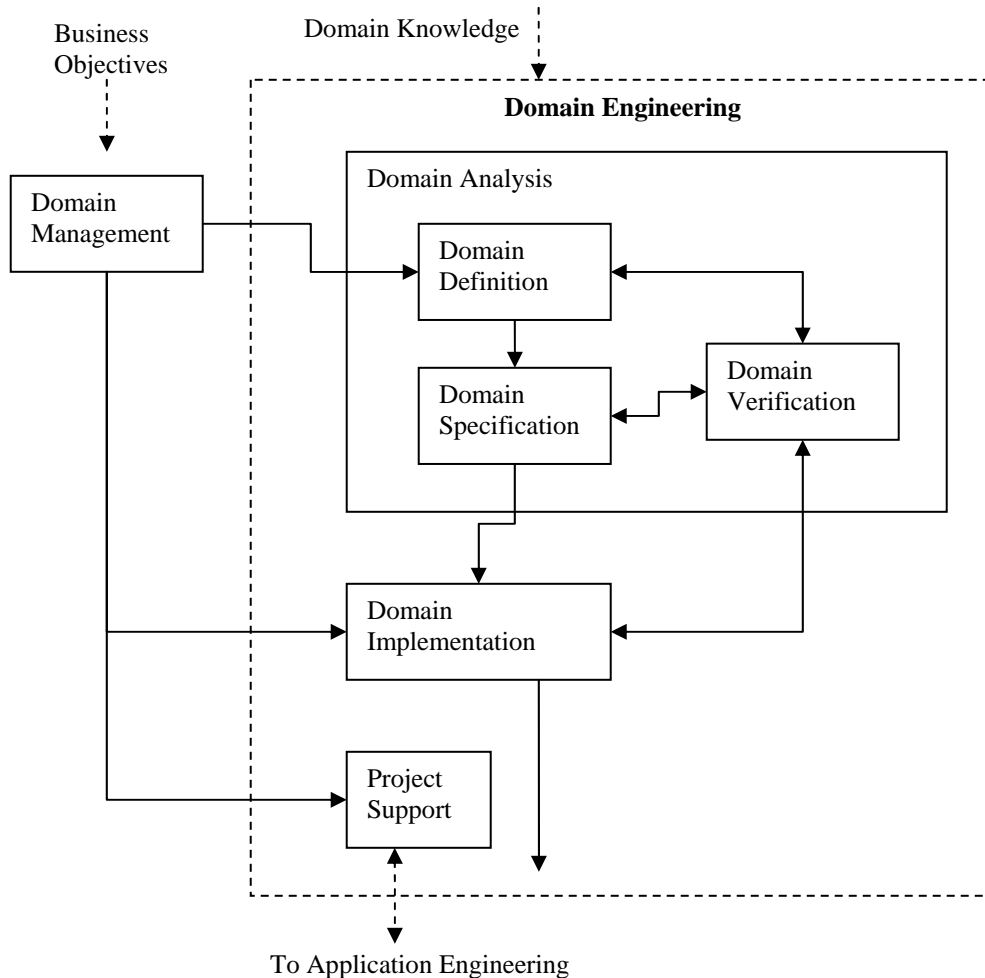 Business
Objectives
Domain Knowledge
Domain Engineering
Domain Analysis
Domain
Management
Domain
Definition
Domain
Specification
Domain
Verification
Domain
Implementation
Project
Support
To Application Engineering